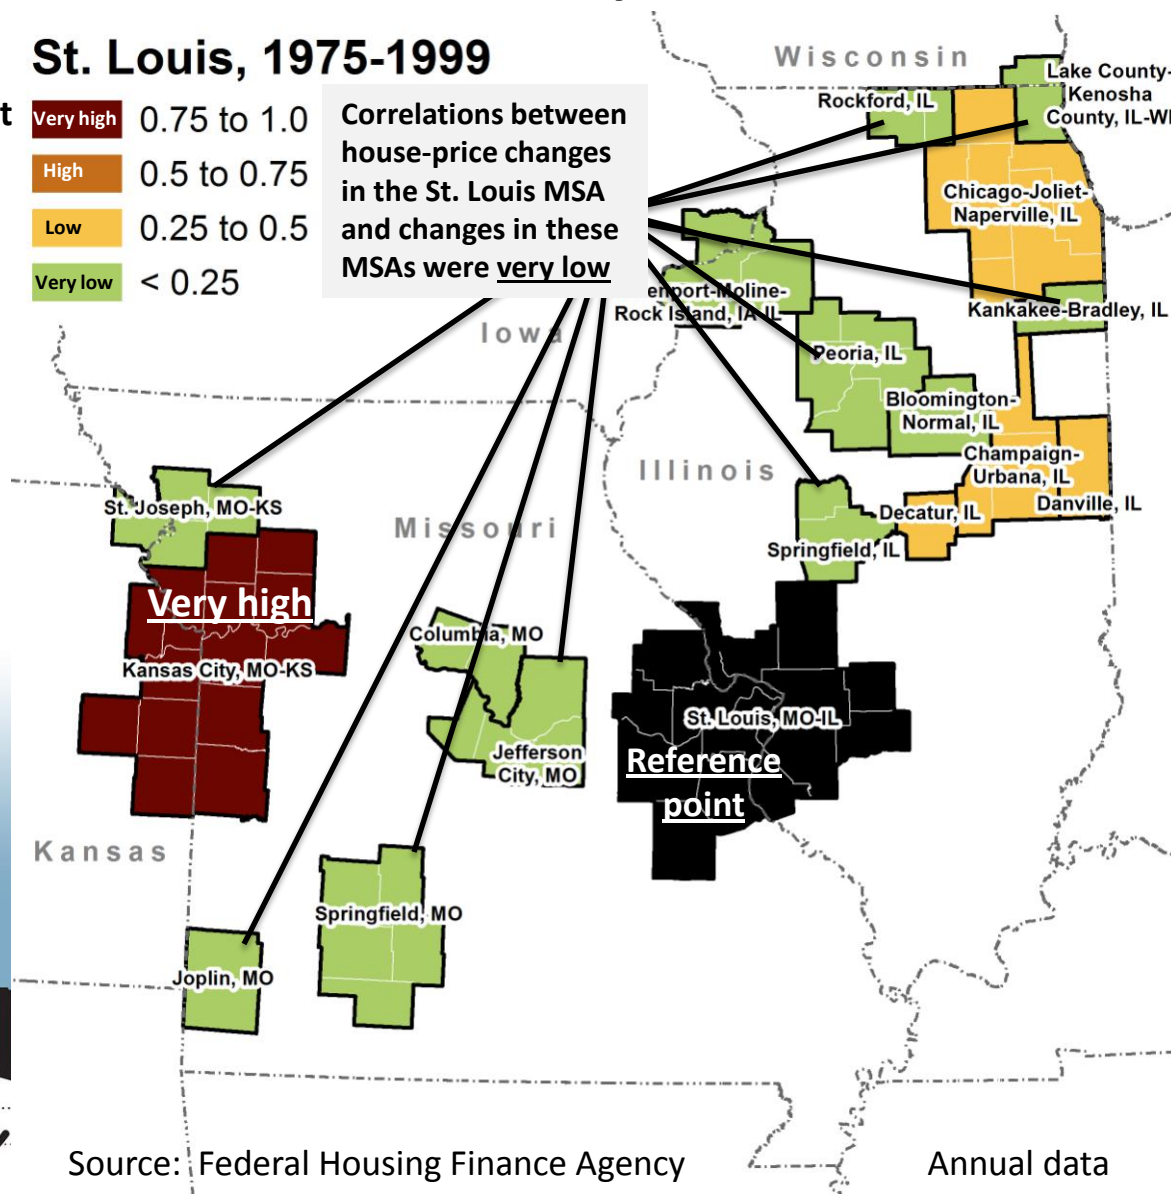 St. Louis, 1975-1999
t
Very high
0.75 to 1.0
High
0.5 to 0.75
Low
0.25 to 0.5
Very low
< 0.25
Correlations between
house-price changes
in the St. Louis MSA
and changes in these
MSAs were very low
Wisconsin
Lake County-
Kenosha
County, IL-WI
Rockford, IL
Chicago-Joliet-
Naperville, IL
enport-Moline-
Rock Island, IA-IL
Kankakee-Bradley, IL
Iowa
Peoria, IL
Bloomington-
Normal, IL
Illinois
Champaign-
Urbana, IL
Danville, IL
Decatur, IL
Springfield, IL
St. Joseph, MO-KS
Missouri
Very high
Kansas City, MO-KS
Columbia, MO
Jefferson
City, MO
St. Louis, MO-IL
Reference
point
Kansas
Springfield, MO
Joplin, MO
Source: Federal Housing Finance Agency
Annual data